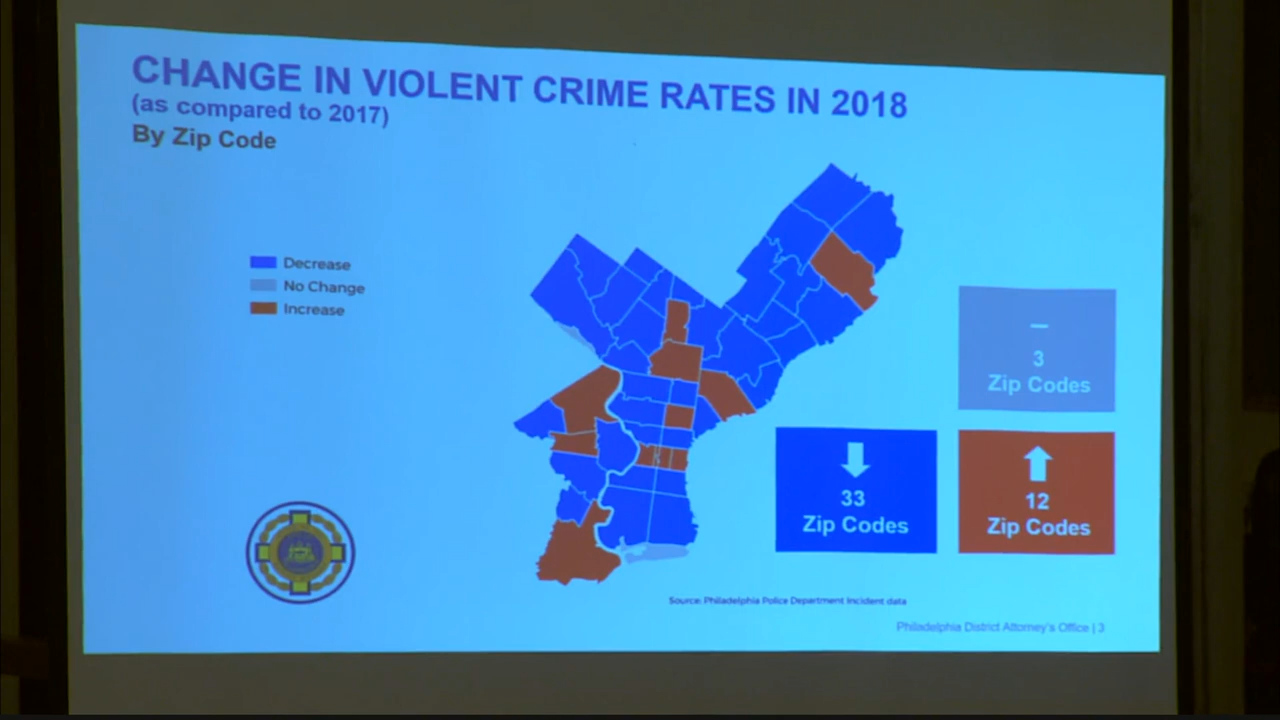 CHANGE IN VIOLENT CRIME RATES IN 2018
(as compared to 2017)
By Zip Code
Decrease
No Change
Increase
3
Zip Codes
33
Zip Codes
12
Zip Codes
Source: Philadelphia Police Department Incident data
Philadelphia District Attorney's Office | 3